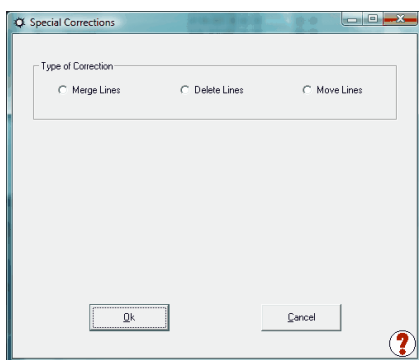 Special Corrections
Type of Correction
Merge Lines Delete Lines Move Lines
Ok Cancel
?